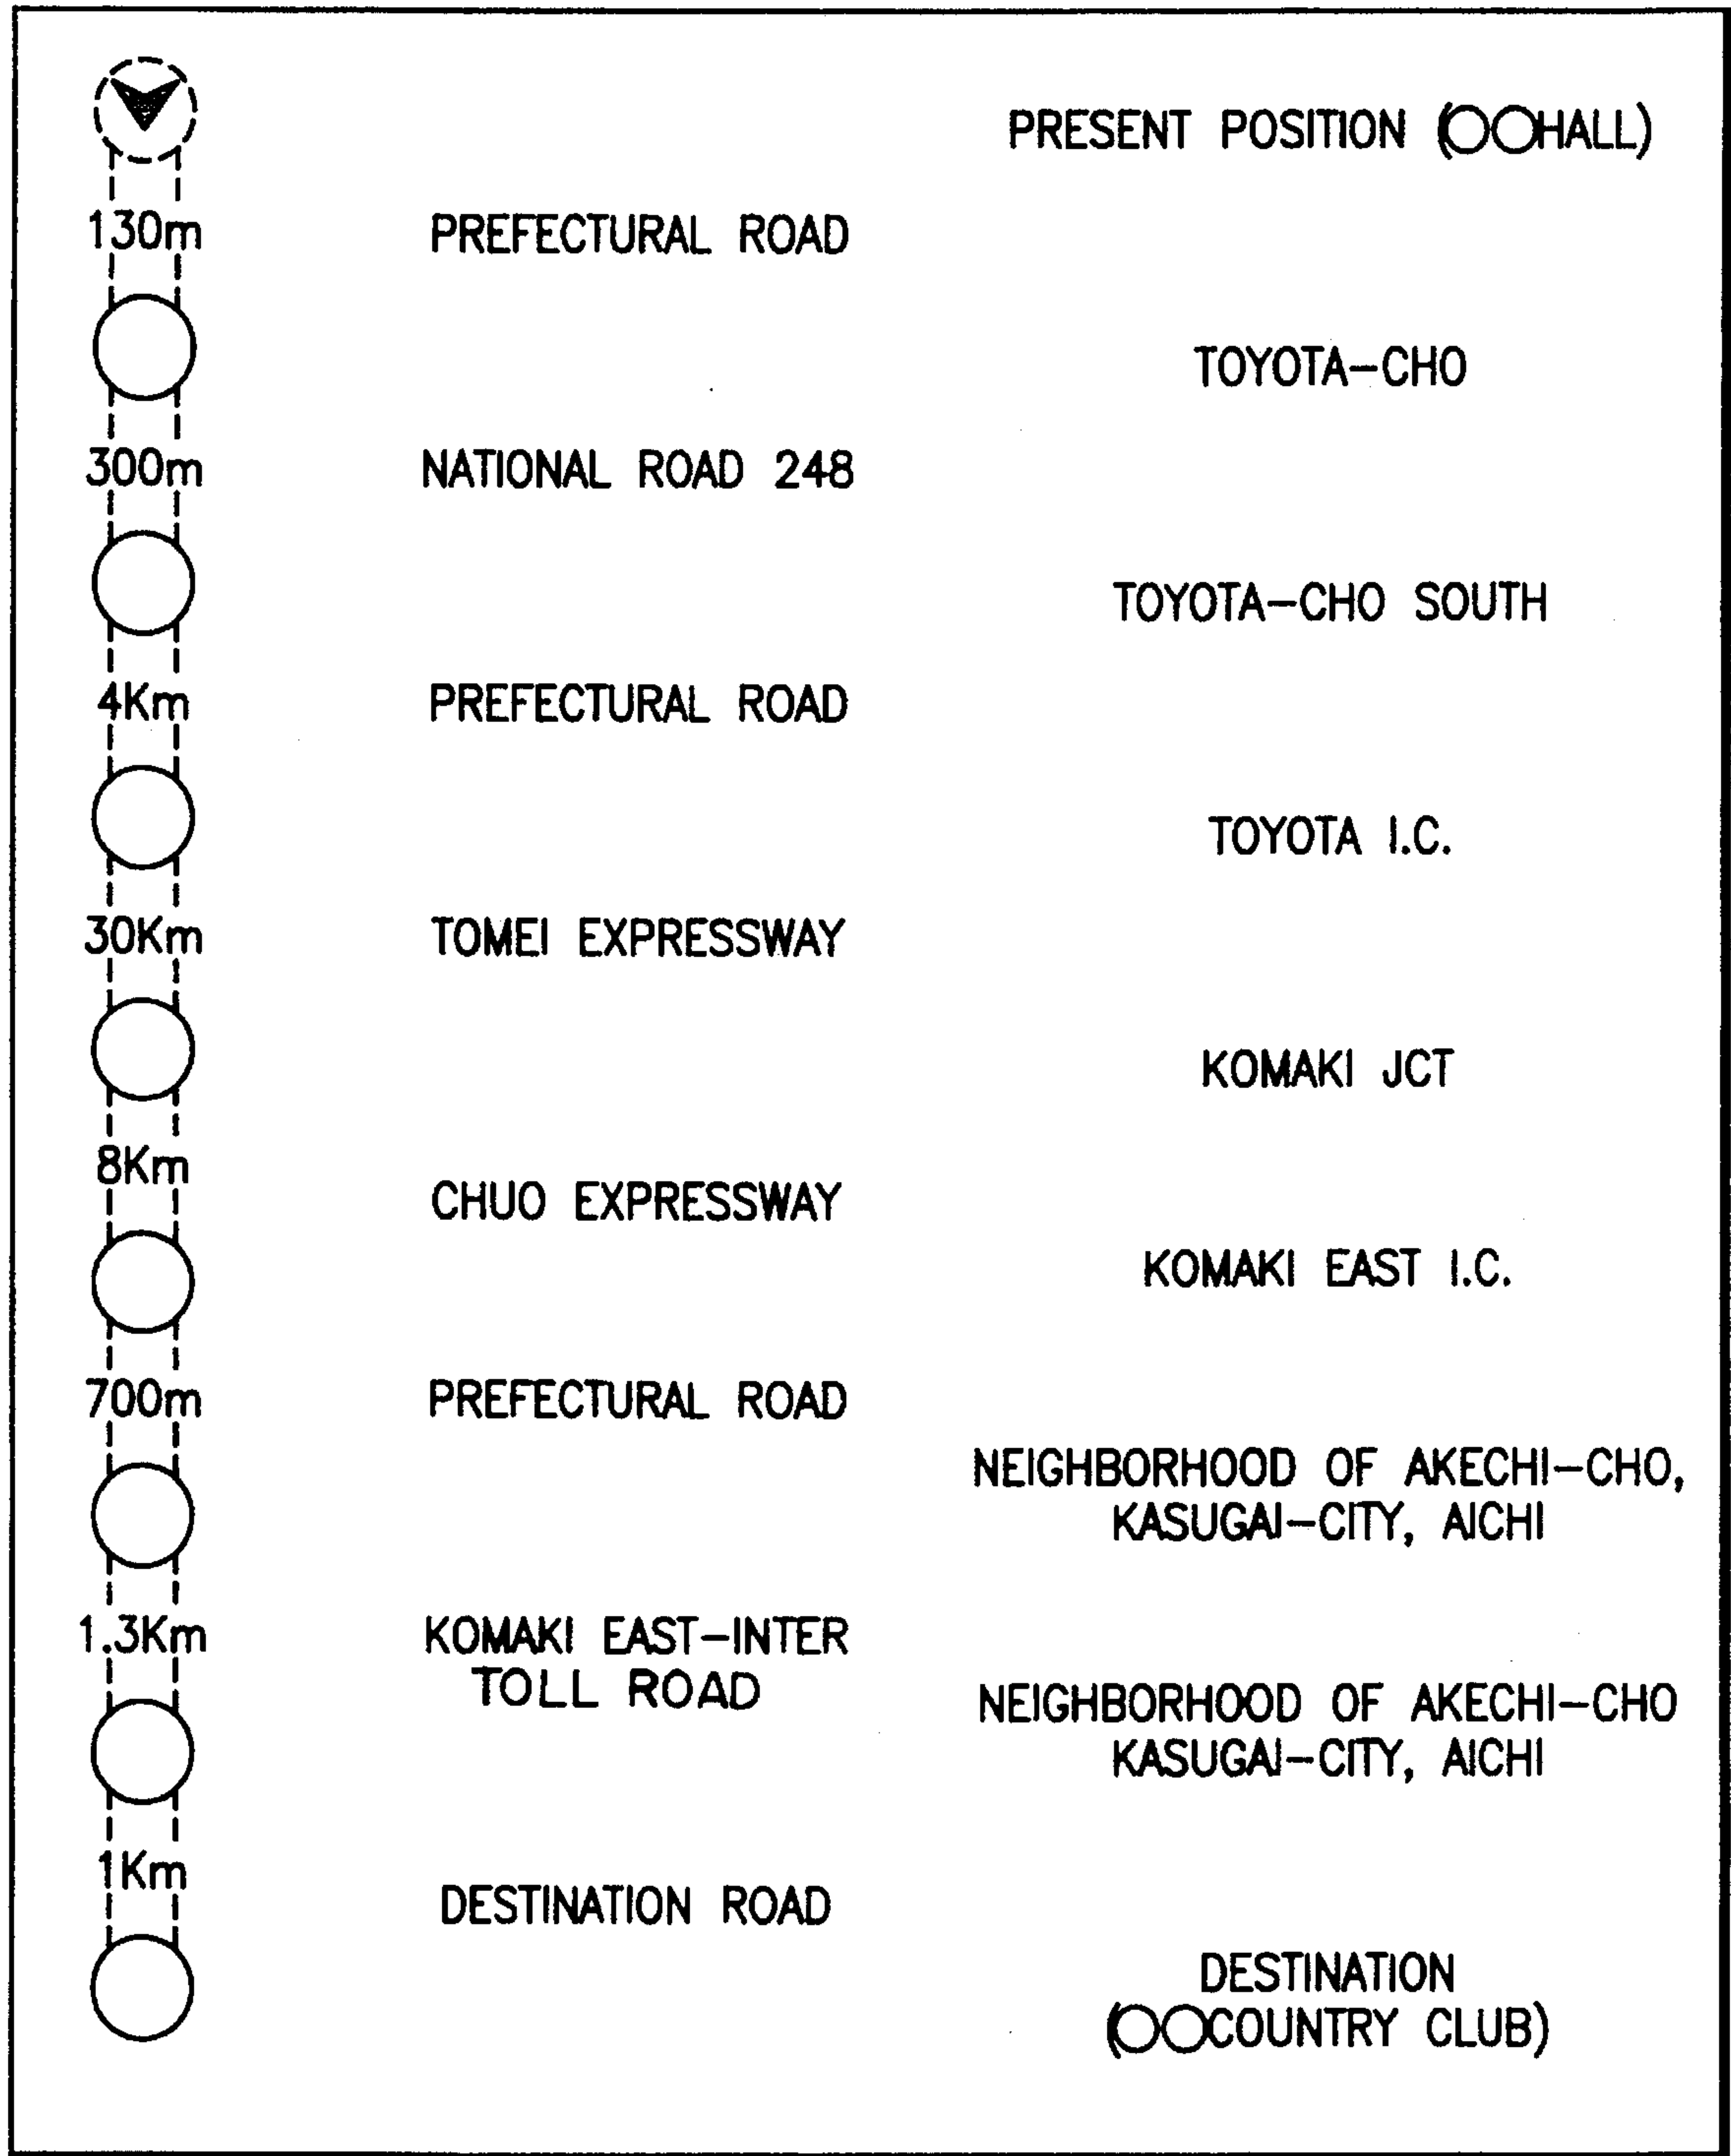 PRESENT POSITION (○○HALL)
130m
PREFECTURAL ROAD
TOYOTA-CHO
300m
NATIONAL ROAD 248
TOYOTA-CHO SOUTH
4Km
PREFECTURAL ROAD
TOYOTA I.C.
30Km
TOMEI EXPRESSWAY
KOMAKI JCT
8Km
CHUO EXPRESSWAY
KOMAKI EAST I.C.
700m
PREFECTURAL ROAD
NEIGHBORHOOD OF AKECHI-CHO,
KASUGAI-CITY, AICHI
1.3Km
KOMAKI EAST-INTER
TOLL ROAD
NEIGHBORHOOD OF AKECHI-CHO
KASUGAI-CITY, AICHI
1Km
DESTINATION ROAD
DESTINATION
(○○COUNTRY CLUB)